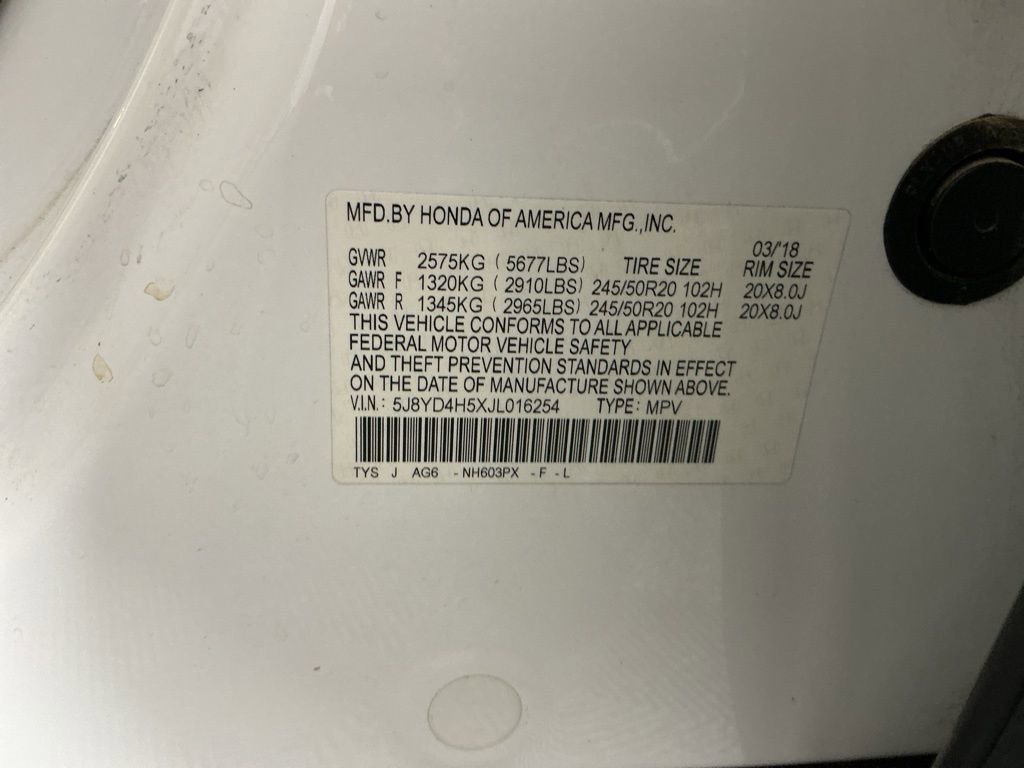 MFD.BY HONDA OF AMERICA MFG.,INC.
03/'18
GVWR 2575KG ( 5677LBS) TIRE SIZE RIM SIZE
GAWR F 1320KG ( 2910LBS) 245/50R20 102H 20X8.0J
GAWR R 1345KG ( 2965LBS) 245/50R20 102H 20X8.0J
THIS VEHICLE CONFORMS TO ALL APPLICABLE
FEDERAL MOTOR VEHICLE SAFETY
AND THEFT PREVENTION STANDARDS IN EFFECT
ON THE DATE OF MANUFACTURE SHOWN ABOVE.
V.I.N.: 5J8YD4H5XJL016254 TYPE: MPV
TYS J AG6 -NH603PX -F -L